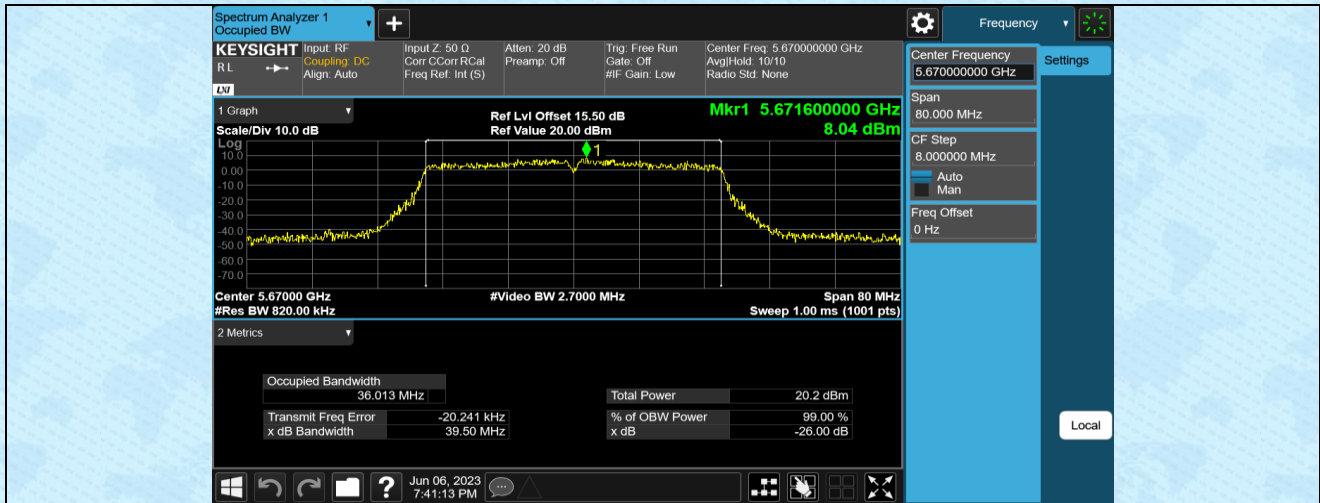 Spectrum Analyzer 1
Occupied BW
+
Frequency
KEYSIGHT
RL
LXI
Input: RF
Coupling: DC
Align: Auto
Input Z: 50 Ω
Corr CCorr RCal
Freq Ref: Int (S)
Atten: 20 dB
Preamp: Off
Trig: Free Run
Gate: Off
#IF Gain: Low
Center Freq: 5.670000000 GHz
Avg|Hold: 10/10
Radio Std: None
Center Frequency
5.670000000 GHz
Settings
Span
80.000 MHz
CF Step
8.000000 MHz
Auto
Man
Freq Offset
0 Hz
1 Graph
Scale/Div 10.0 dB
Ref Lvl Offset 15.50 dB
Ref Value 20.00 dBm
Mkr1 5.671600000 GHz
8.04 dBm
Log
10.0
0.00
-10.0
-20.0
-30.0
-40.0
-50.0
-60.0
-70.0
1
Center 5.67000 GHz
#Res BW 820.00 kHz
#Video BW 2.7000 MHz
Span 80 MHz
Sweep 1.00 ms (1001 pts)
2 Metrics
Occupied Bandwidth
36.013 MHz
Transmit Freq Error -20.241 kHz
x dB Bandwidth 39.50 MHz
Total Power 20.2 dBm
% of OBW Power 99.00 %
x dB -26.00 dB
Local
?
Jun 06, 2023
7:41:13 PM